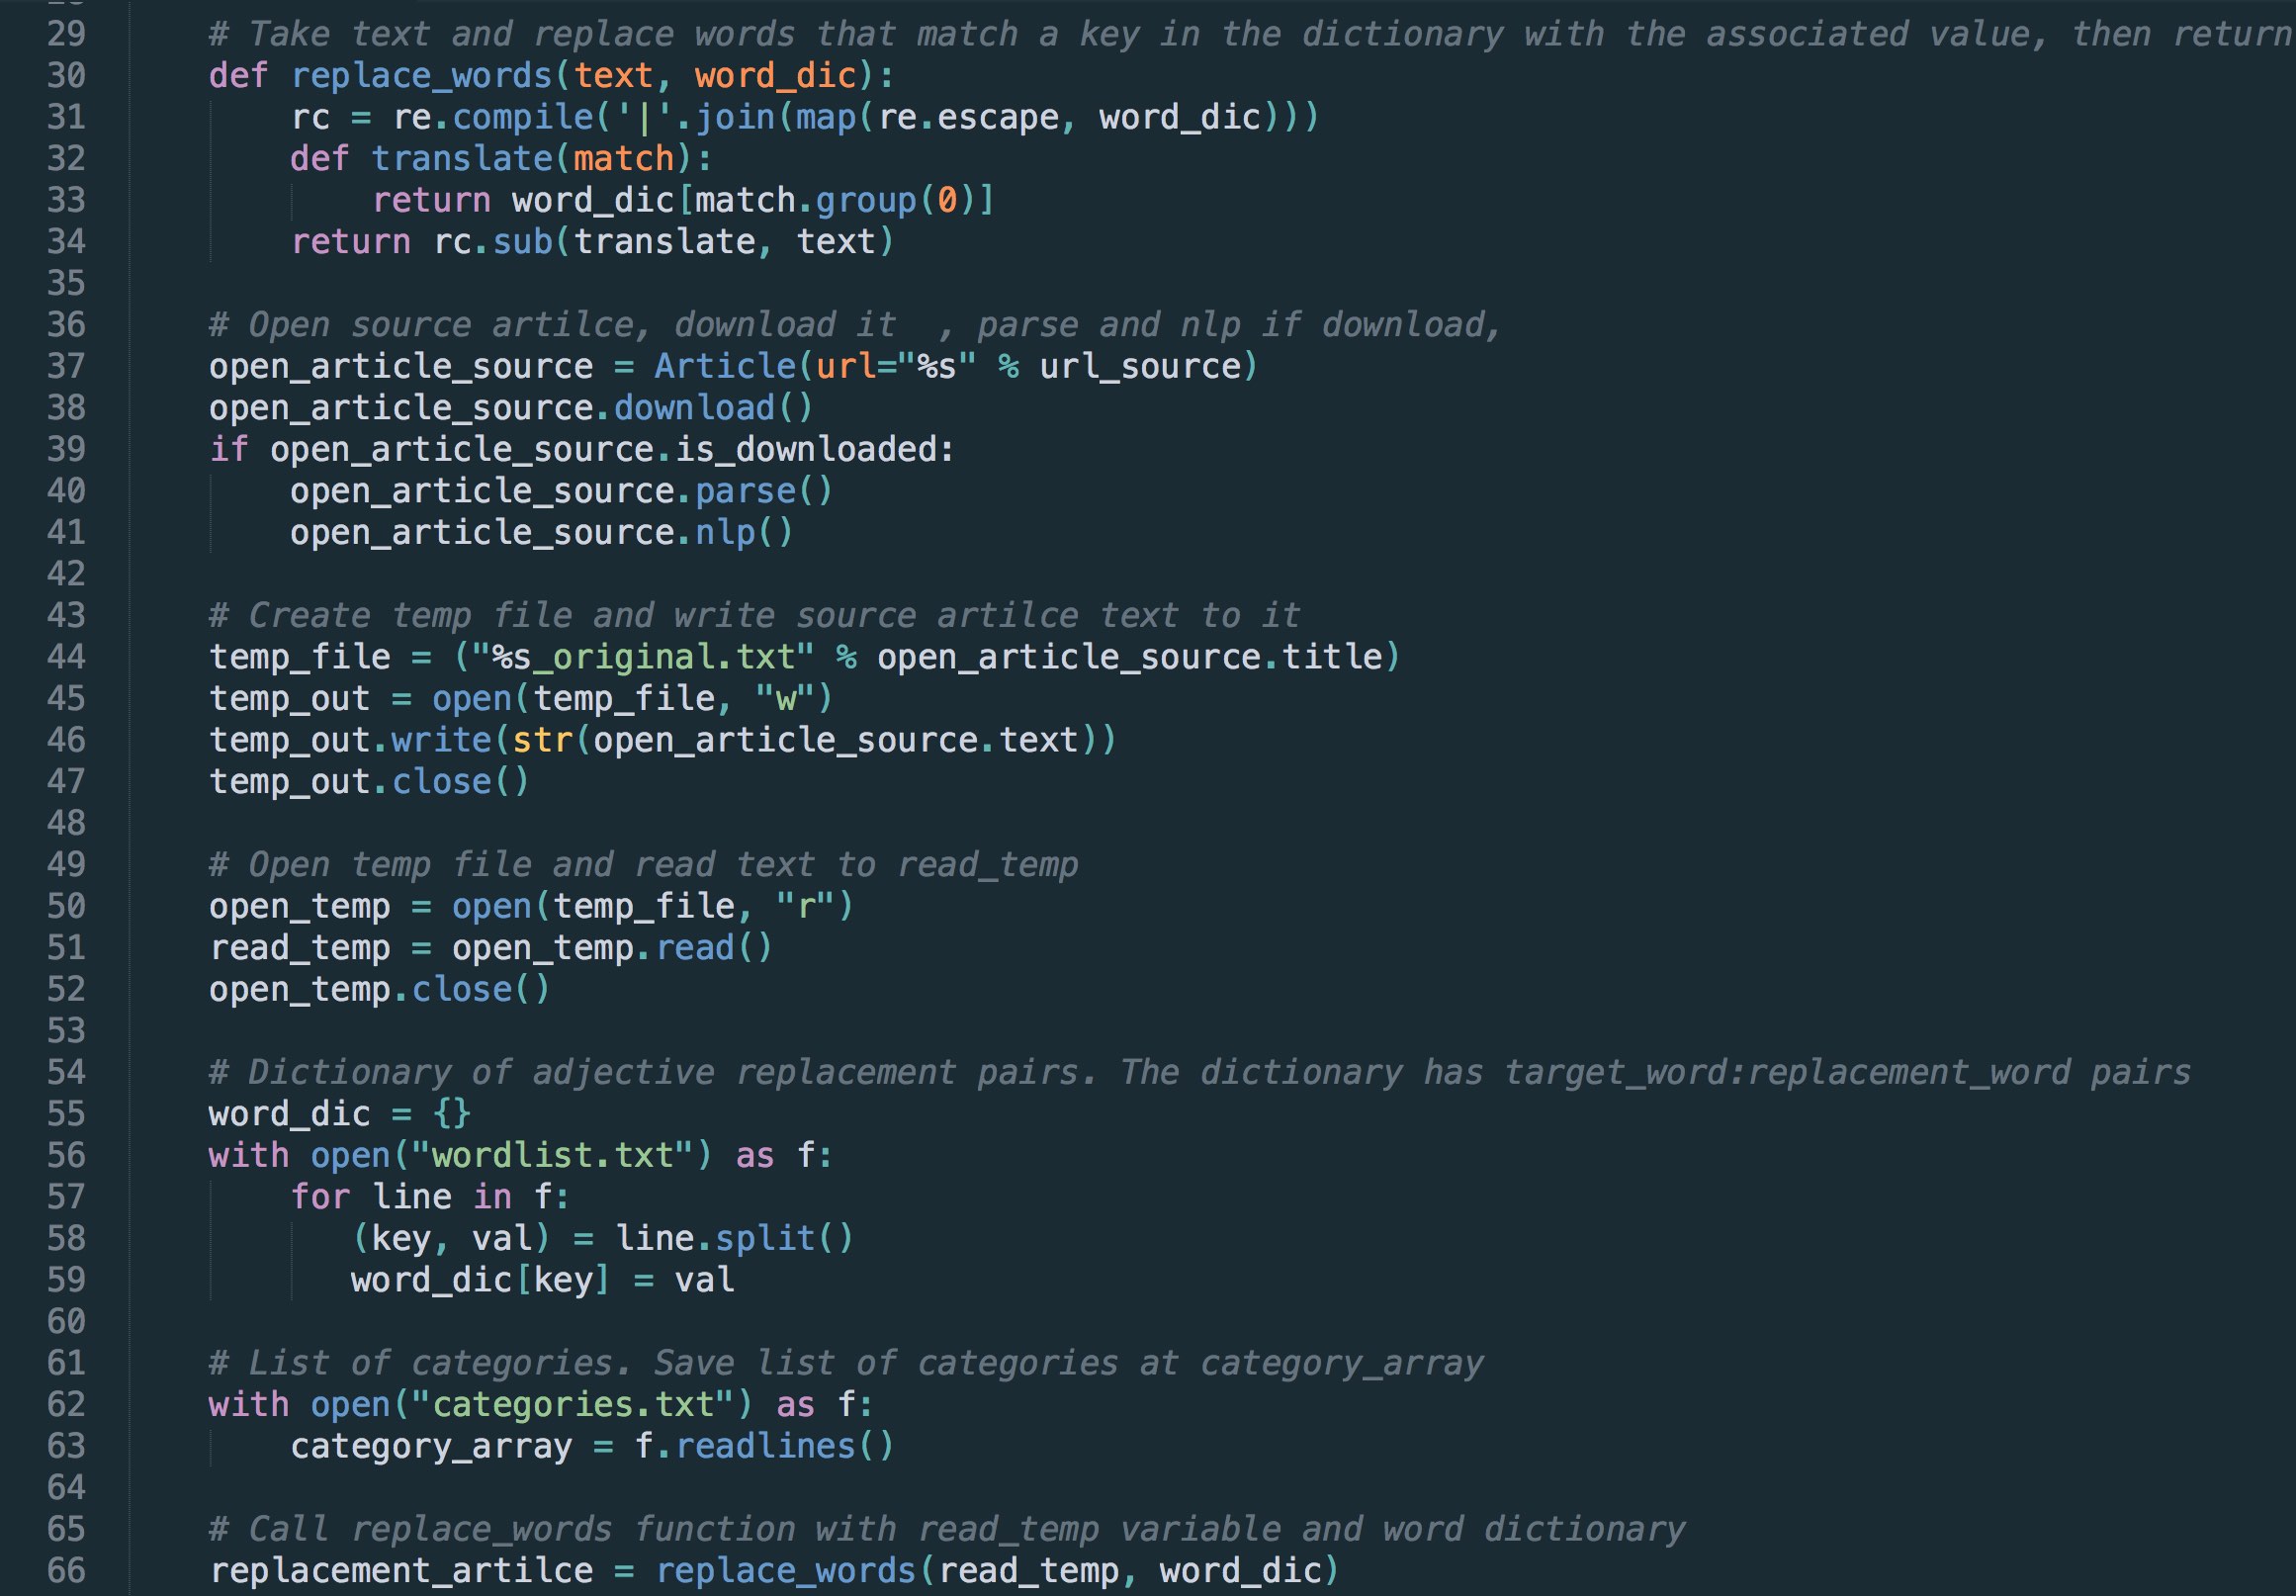 29 # Take text and replace words that match a key in the dictionary with the associated value, then return
30 def replace_words(text, word_dic):
31 rc = re.compile('|'.join(map(re.escape, word_dic)))
32 def translate(match):
33 return word_dic[match.group(0)]
34 return rc.sub(translate, text)
35
36 # Open source artilce, download it  , parse and nlp if download,
37 open_article_source = Article(url="%s" % url_source)
38 open_article_source.download()
39 if open_article_source.is_downloaded:
40 open_article_source.parse()
41 open_article_source.nlp()
42
43 # Create temp file and write source artilce text to it
44 temp_file = ("%s_original.txt" % open_article_source.title)
45 temp_out = open(temp_file, "w")
46 temp_out.write(str(open_article_source.text))
47 temp_out.close()
48
49 # Open temp file and read text to read_temp
50 open_temp = open(temp_file, "r")
51 read_temp = open_temp.read()
52 open_temp.close()
53
54 # Dictionary of adjective replacement pairs. The dictionary has target_word:replacement_word pairs
55 word_dic = {}
56 with open("wordlist.txt") as f:
57 for line in f:
58 (key, val) = line.split()
59 word_dic[key] = val
60
61 # List of categories. Save list of categories at category_array
62 with open("categories.txt") as f:
63 category_array = f.readlines()
64
65 # Call replace_words function with read_temp variable and word dictionary
66 replacement_artilce = replace_words(read_temp, word_dic)